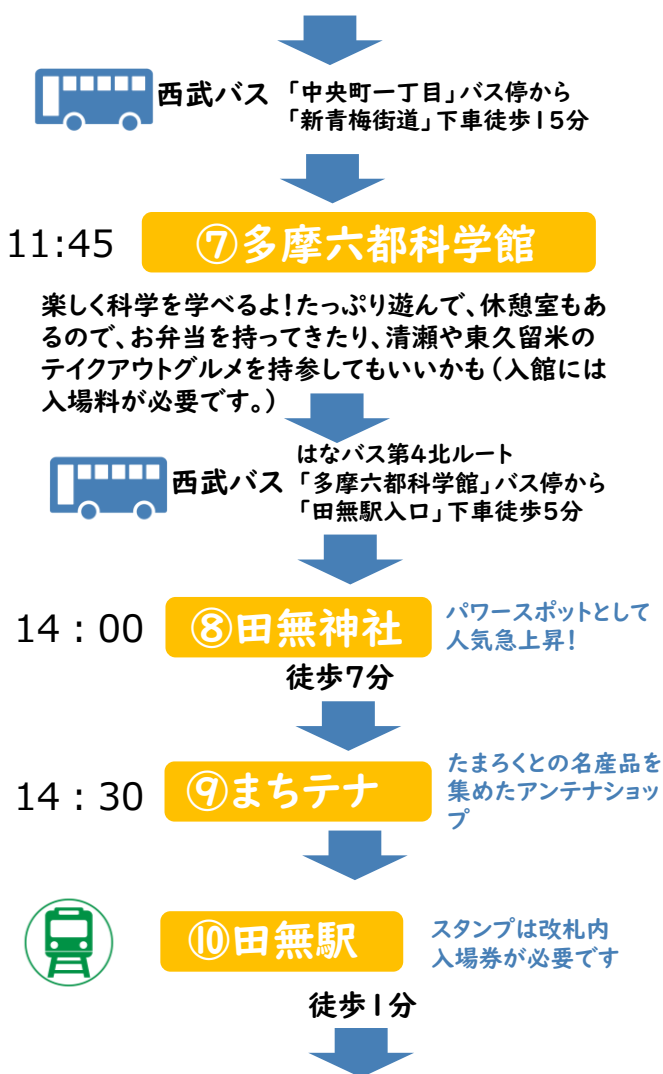 西武バス 「中央町一丁目」バス停から
「新青梅街道」下車徒歩15分
11:45 ⑦多摩六都科学館
楽しく科学を学べるよ!たっぷり遊んで、休憩室もあ
るので、お弁当を持ってきたり、清瀬や東久留米の
テイクアウトグルメを持参してもいいかも(入館には
入場料が必要です。)
はなバス第4北ルート
西武バス 「多摩六都科学館」バス停から
「田無駅入口」下車徒歩5分
14:00 ⑧田無神社 パワースポットとして
人気急上昇!
徒歩7分
14:30 ⑨まちテナ たまろくとの名産品を
集めたアンテナショッ
プ
⑩田無駅 スタンプは改札内
入場券が必要です
徒歩1分